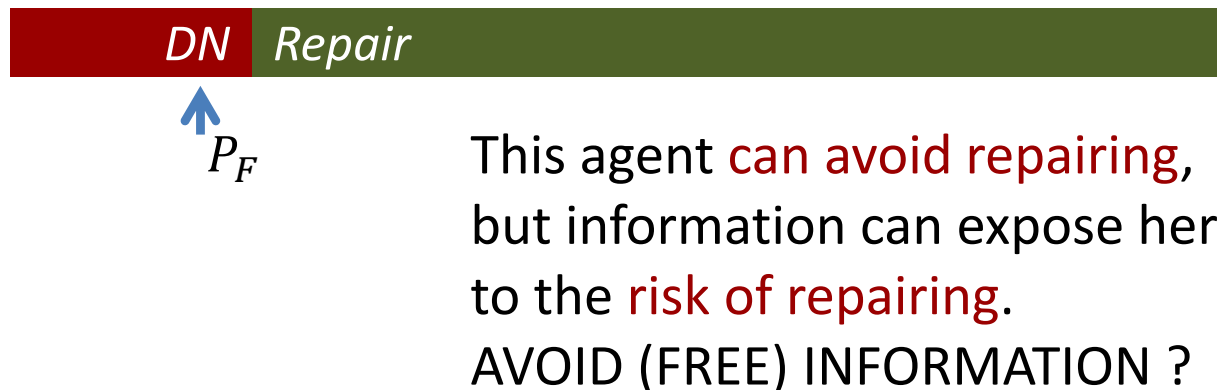 DN Repair
P_F
This agent can avoid repairing,
but information can expose her
to the risk of repairing.
AVOID (FREE) INFORMATION ?